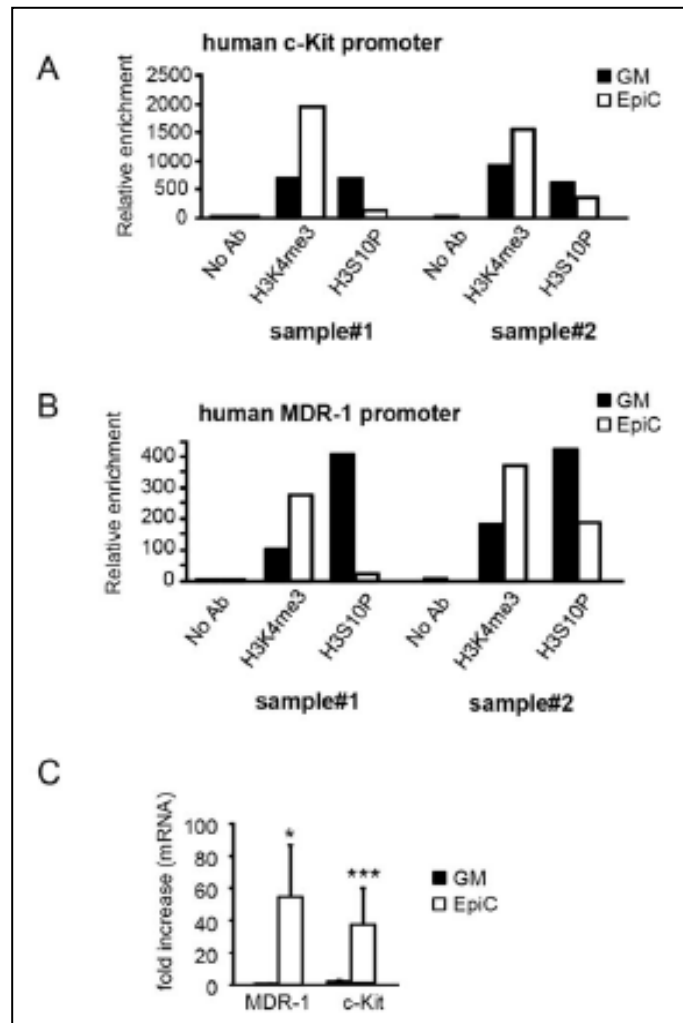 A
human c-Kit promoter
GM
EpiC
Relative enrichment
2500
2000
1500
1000
500
0
No Ab
H3K4me3
H3S10P
No Ab
H3K4me3
H3S10P
sample#1
sample#2
B
human MDR-1 promoter
GM
EpiC
Relative enrichment
400
300
200
100
0
No Ab
H3K4me3
H3S10P
No Ab
H3K4me3
H3S10P
sample#1
sample#2
C
fold increase (mRNA)
100
80
60
40
20
0
*
***
GM
EpiC
MDR-1
c-Kit